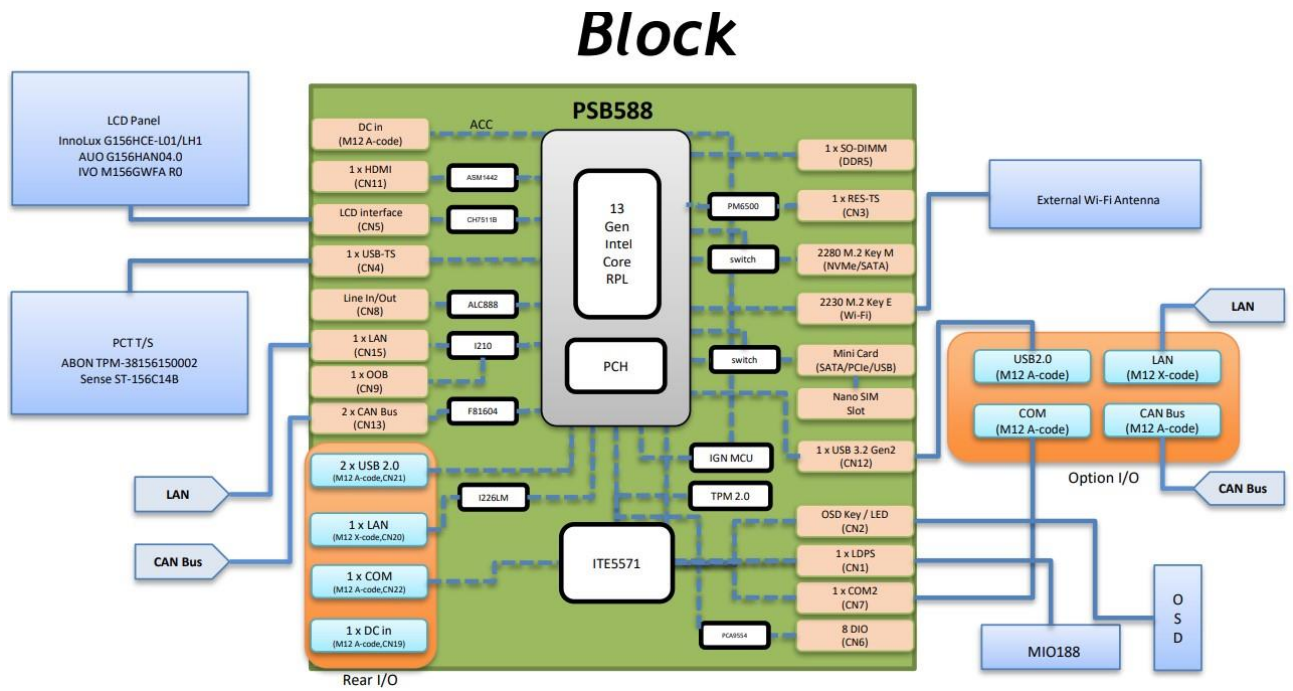 Block
PSB588
LCD Panel
InnoLux G156HCE-L01/LH1
AUO G156HAN04.0
IVO M156GWFA R0
PCT T/S
ABON TPM-38156150002
Sense ST-156C14B
LAN
CAN Bus
DC in
(M12 A-code)
ACC
1 x HDMI
(CN11)
ASM1442
LCD interface
(CN5)
CH7511B
1 x USB-TS
(CN4)
Line In/Out
(CN8)
ALC888
1 x LAN
(CN15)
I210
1 x OOB
(CN9)
2 x CAN Bus
(CN13)
F81604
2 x USB 2.0
(M12 A-code,CN21)
I226LM
1 x LAN
(M12 X-code,CN20)
1 x COM
(M12 A-code,CN22)
1 x DC in
(M12 A-code,CN19)
Rear I/O
13
Gen
Intel
Core
RPL
PCH
ITE5571
PM6500
switch
switch
IGN MCU
TPM 2.0
PCA9554
1 x SO-DIMM
(DDR5)
1 x RES-TS
(CN3)
2280 M.2 Key M
(NVMe/SATA)
2230 M.2 Key E
(Wi-Fi)
Mini Card
(SATA/PCIe/USB)
Nano SIM
Slot
1 x USB 3.2 Gen2
(CN12)
OSD Key / LED
(CN2)
1 x LDPS
(CN1)
1 x COM2
(CN7)
8 DIO
(CN6)
External Wi-Fi Antenna
LAN
USB2.0
(M12 A-code)
LAN
(M12 X-code)
COM
(M12 A-code)
CAN Bus
(M12 A-code)
Option I/O
CAN Bus
MIO188
O
S
D